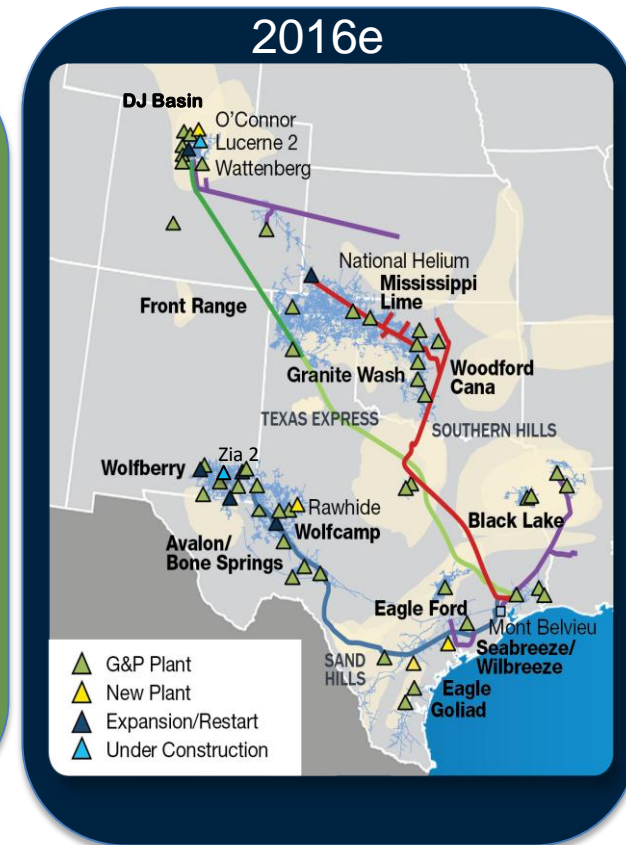 2016e
DJ Basin
O'Connor
Lucerne 2
Wattenberg
National Helium
Mississippi
Lime
Front Range
Granite Wash
Woodford
Cana
TEXAS EXPRESS
SOUTHERN HILLS
Wolfberry
Zia 2
Rawhide
Wolfcamp
Black Lake
Avalon/
Bone Springs
Eagle Ford
Mont Belvieu
Seabreeze/
Wilbreeze
SAND
HILLS
Eagle
Goliad
G&P Plant
New Plant
Expansion/Restart
Under Construction